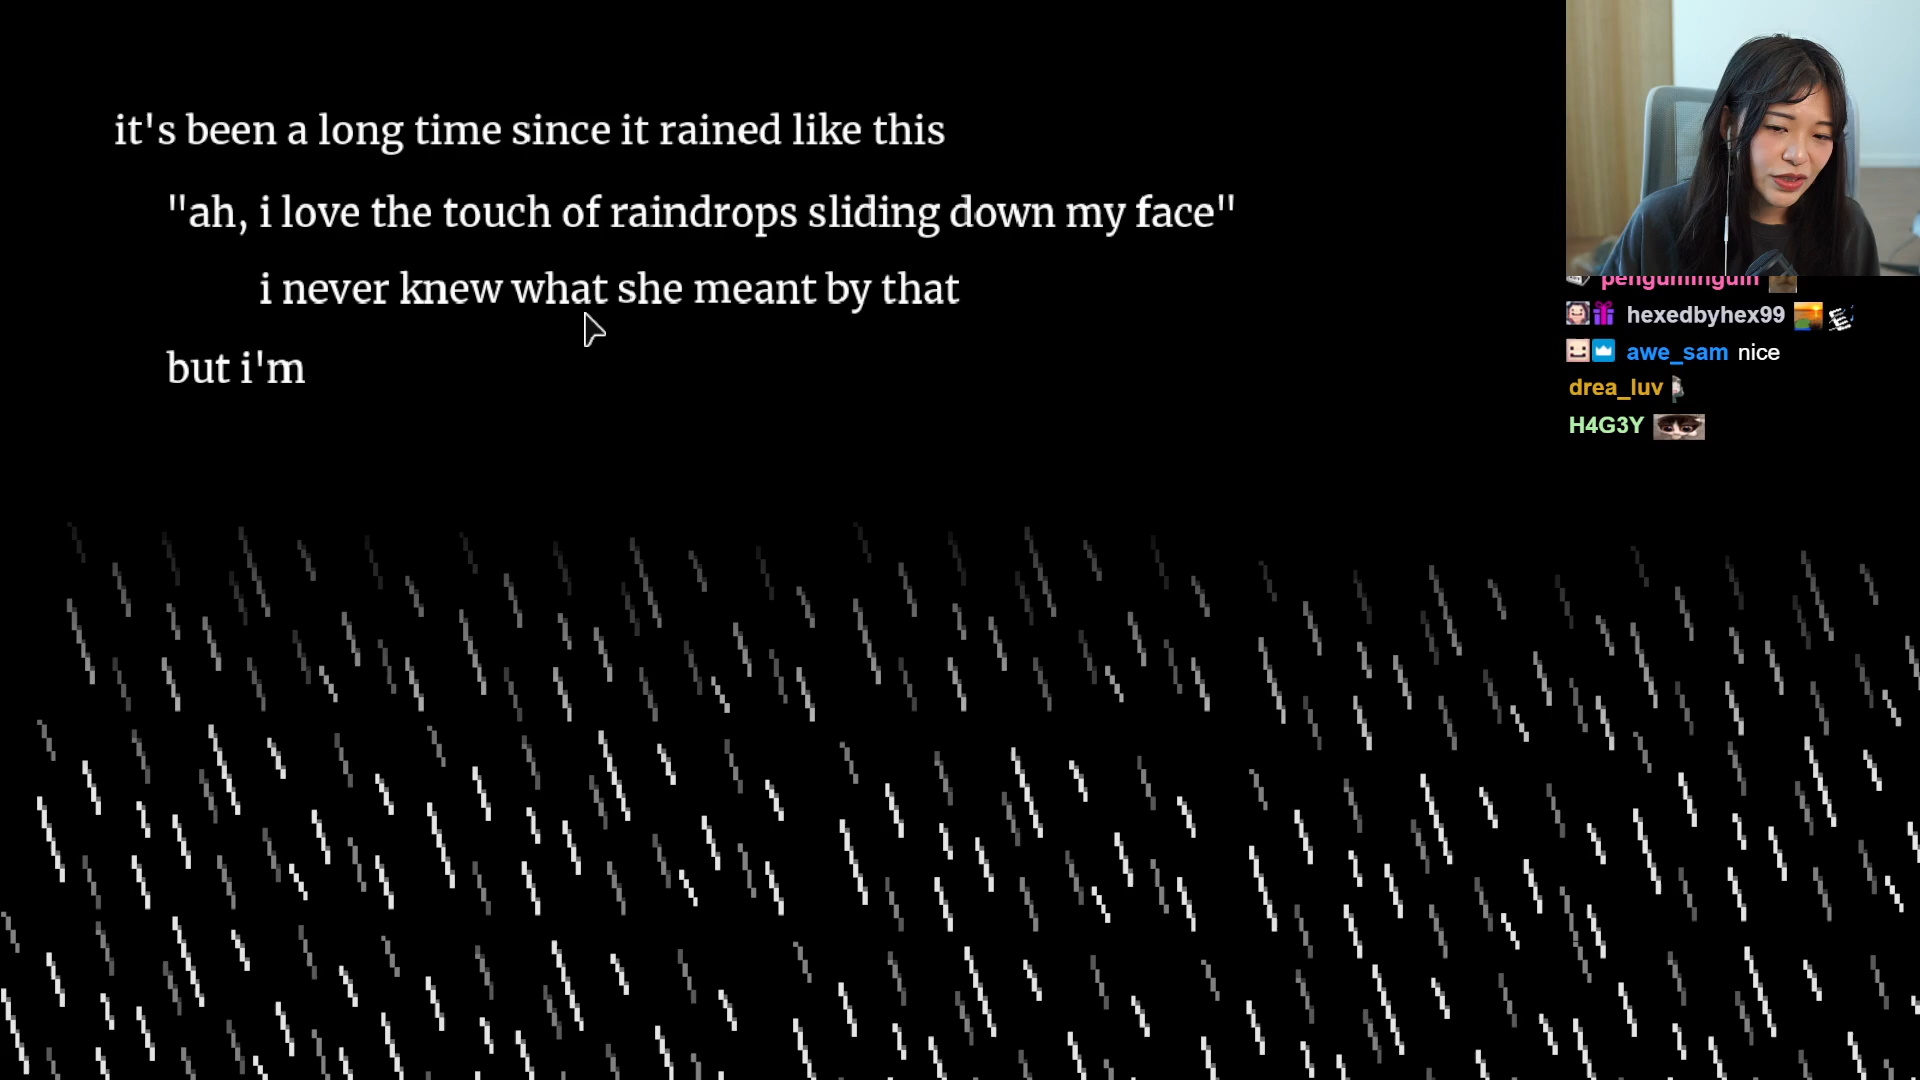 it's been a long time since it rained like this
"ah, i love the touch of raindrops sliding down my face"
i never knew what she meant by that
but i'm
penguminguin
hexedbyhex99
awe_sam nice
drea_luv
H4G3Y